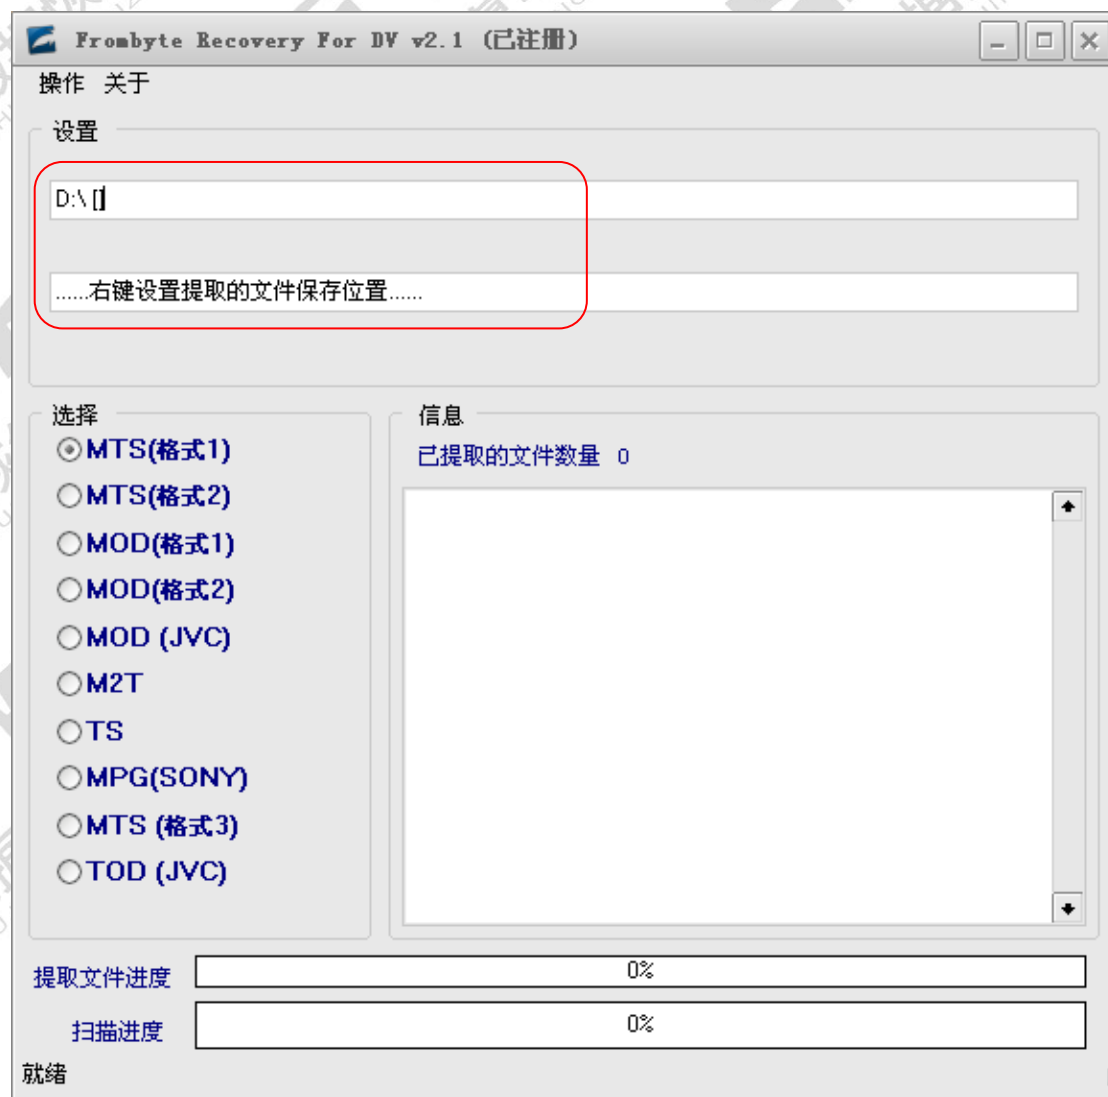 Frombyte Recovery For DV v2.1 (已注册)
操作 关于
设置
D:\ []
......右键设置提取的文件保存位置......
选择
MTS(格式1)
MTS(格式2)
MOD(格式1)
MOD(格式2)
MOD (JVC)
M2T
TS
MPG(SONY)
MTS (格式3)
TOD (JVC)
信息
已提取的文件数量 0
提取文件进度 0%
扫描进度 0%
就绪